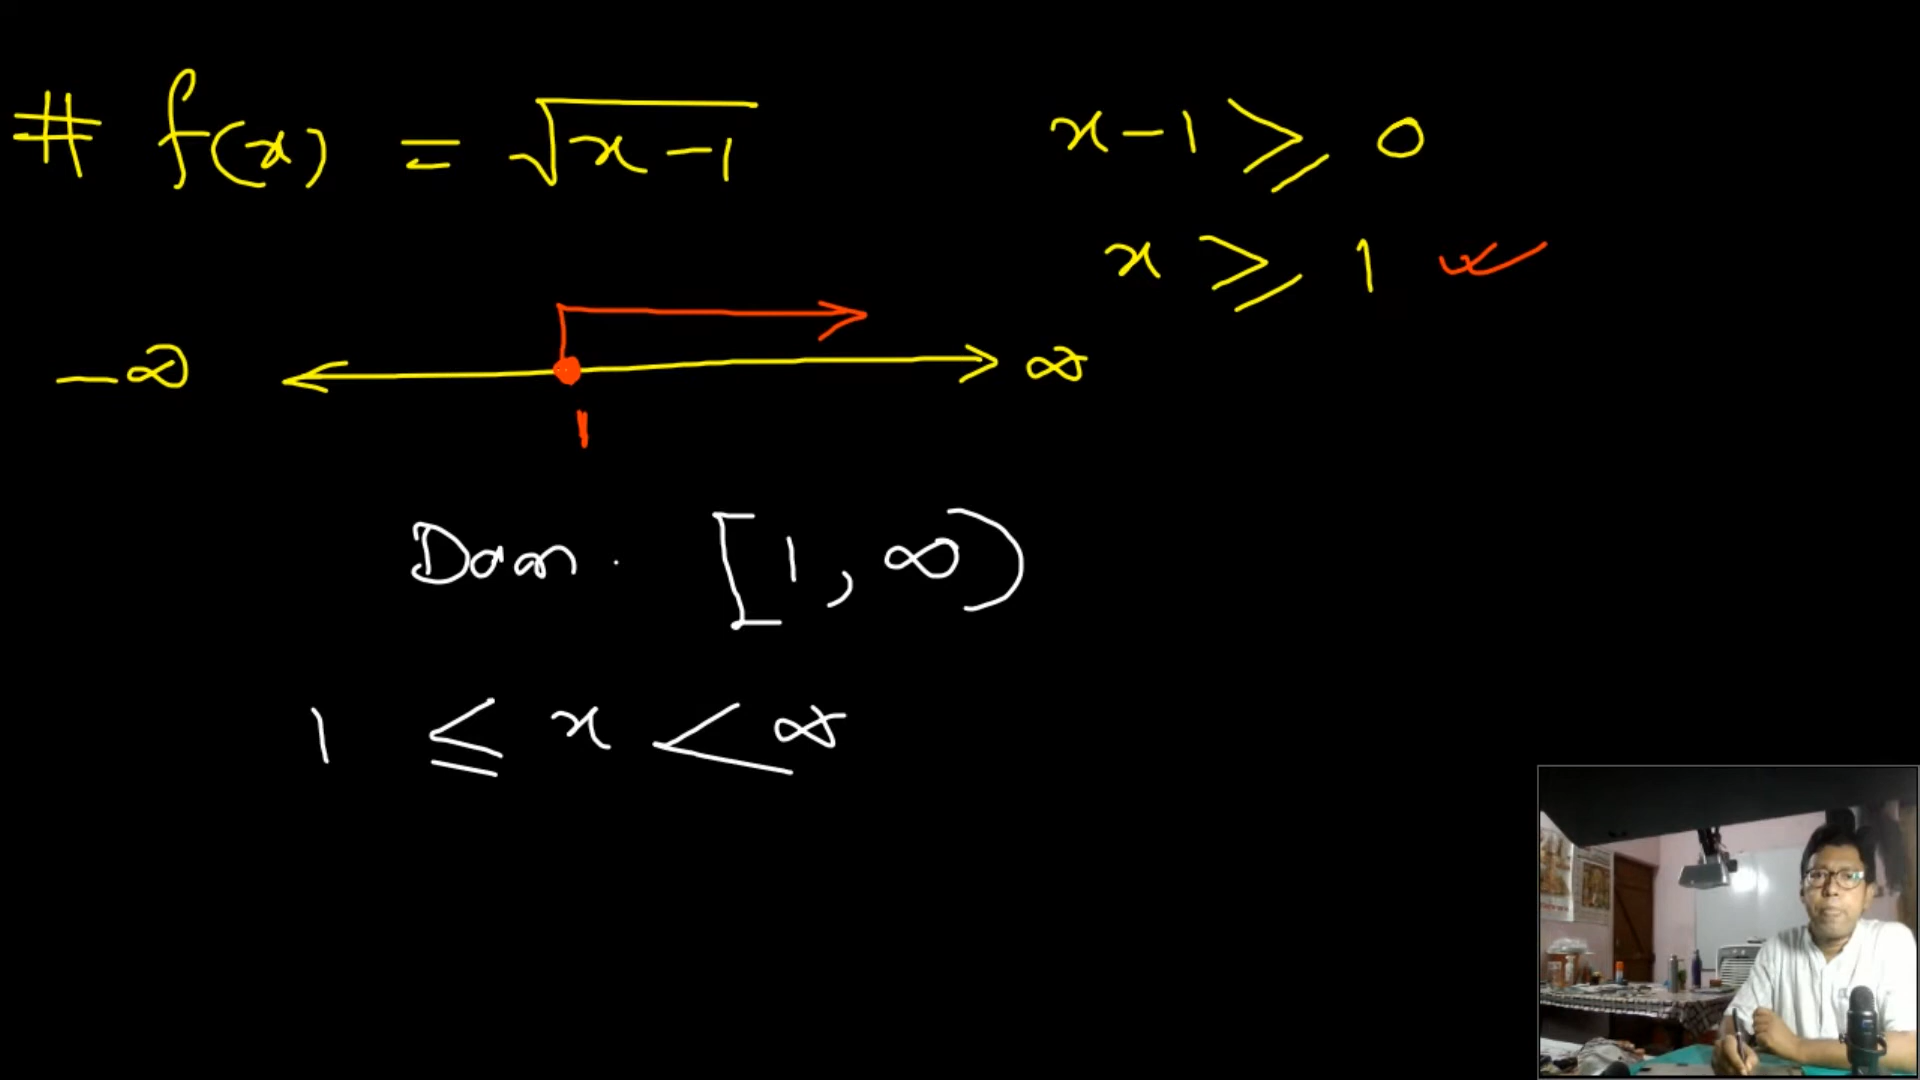 # f(x) = √(x-1)
x-1 ⩾ 0
x ⩾ 1
-∞ ∞
1
Dom. [1, ∞)
1 ≤ x < ∞